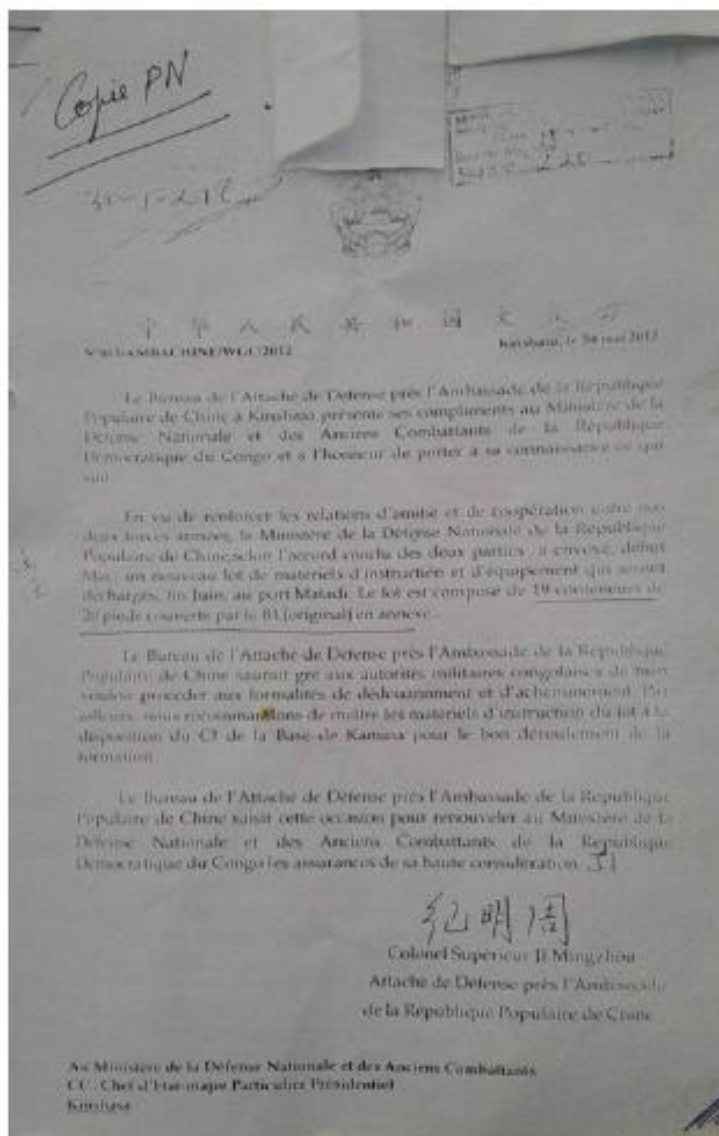 Copie PN
中 华 人 民 共 和 国
AMBACHINE/WGC/2012 Kinshasa, le mai 2012
Le Bureau de l'Attaché de Défense près l'Ambassade de la République
Populaire de Chine à Kinshasa présente ses compliments au Ministère de la
Défense Nationale et des Anciens Combattants de la République
Démocratique du Congo et a l'honneur de porter à sa connaissance ce qui
suit
En vue de renforcer les relations d'amitié et de coopération entre nos
deux forces armées, le Ministère de la Défense Nationale de la République
Populaire de Chine, selon l'accord conclu des deux parties, a envoyé, début
Mai, un nouveau lot de matériels d'instruction et d'équipement qui seront
déchargés, fin Juin, au port Matadi. Le lot est composé de 19 conteneurs de
20 pieds couverts par le BL(original) en annexe.
Le Bureau de l'Attaché de Défense près l'Ambassade de la République
Populaire de Chine saurait gré aux autorités militaires congolaises de bien
vouloir procéder aux formalités de dédouanment et d'acheminement. Par
ailleurs, nous recommandons de mettre les matériels d'instruction du lot à la
disposition du CI de la Base de Kamina pour le bon déroulement de la
formation
Le Bureau de l'Attaché de Défense près l'Ambassade de la République
Populaire de Chine saisit cette occasion pour renouveler au Ministère de la
Défense Nationale et des Anciens Combattants de la République
Démocratique du Congo les assurances de sa haute considération.
纪明周
Colonel Supérieur Ji Mingzhou
Attaché de Défense près l'Ambassade
de la République Populaire de Chine
Au Ministère de la Défense Nationale et des Anciens Combattants
CC : Chef d'Etat-major Particulier Présidentiel
Kinshasa